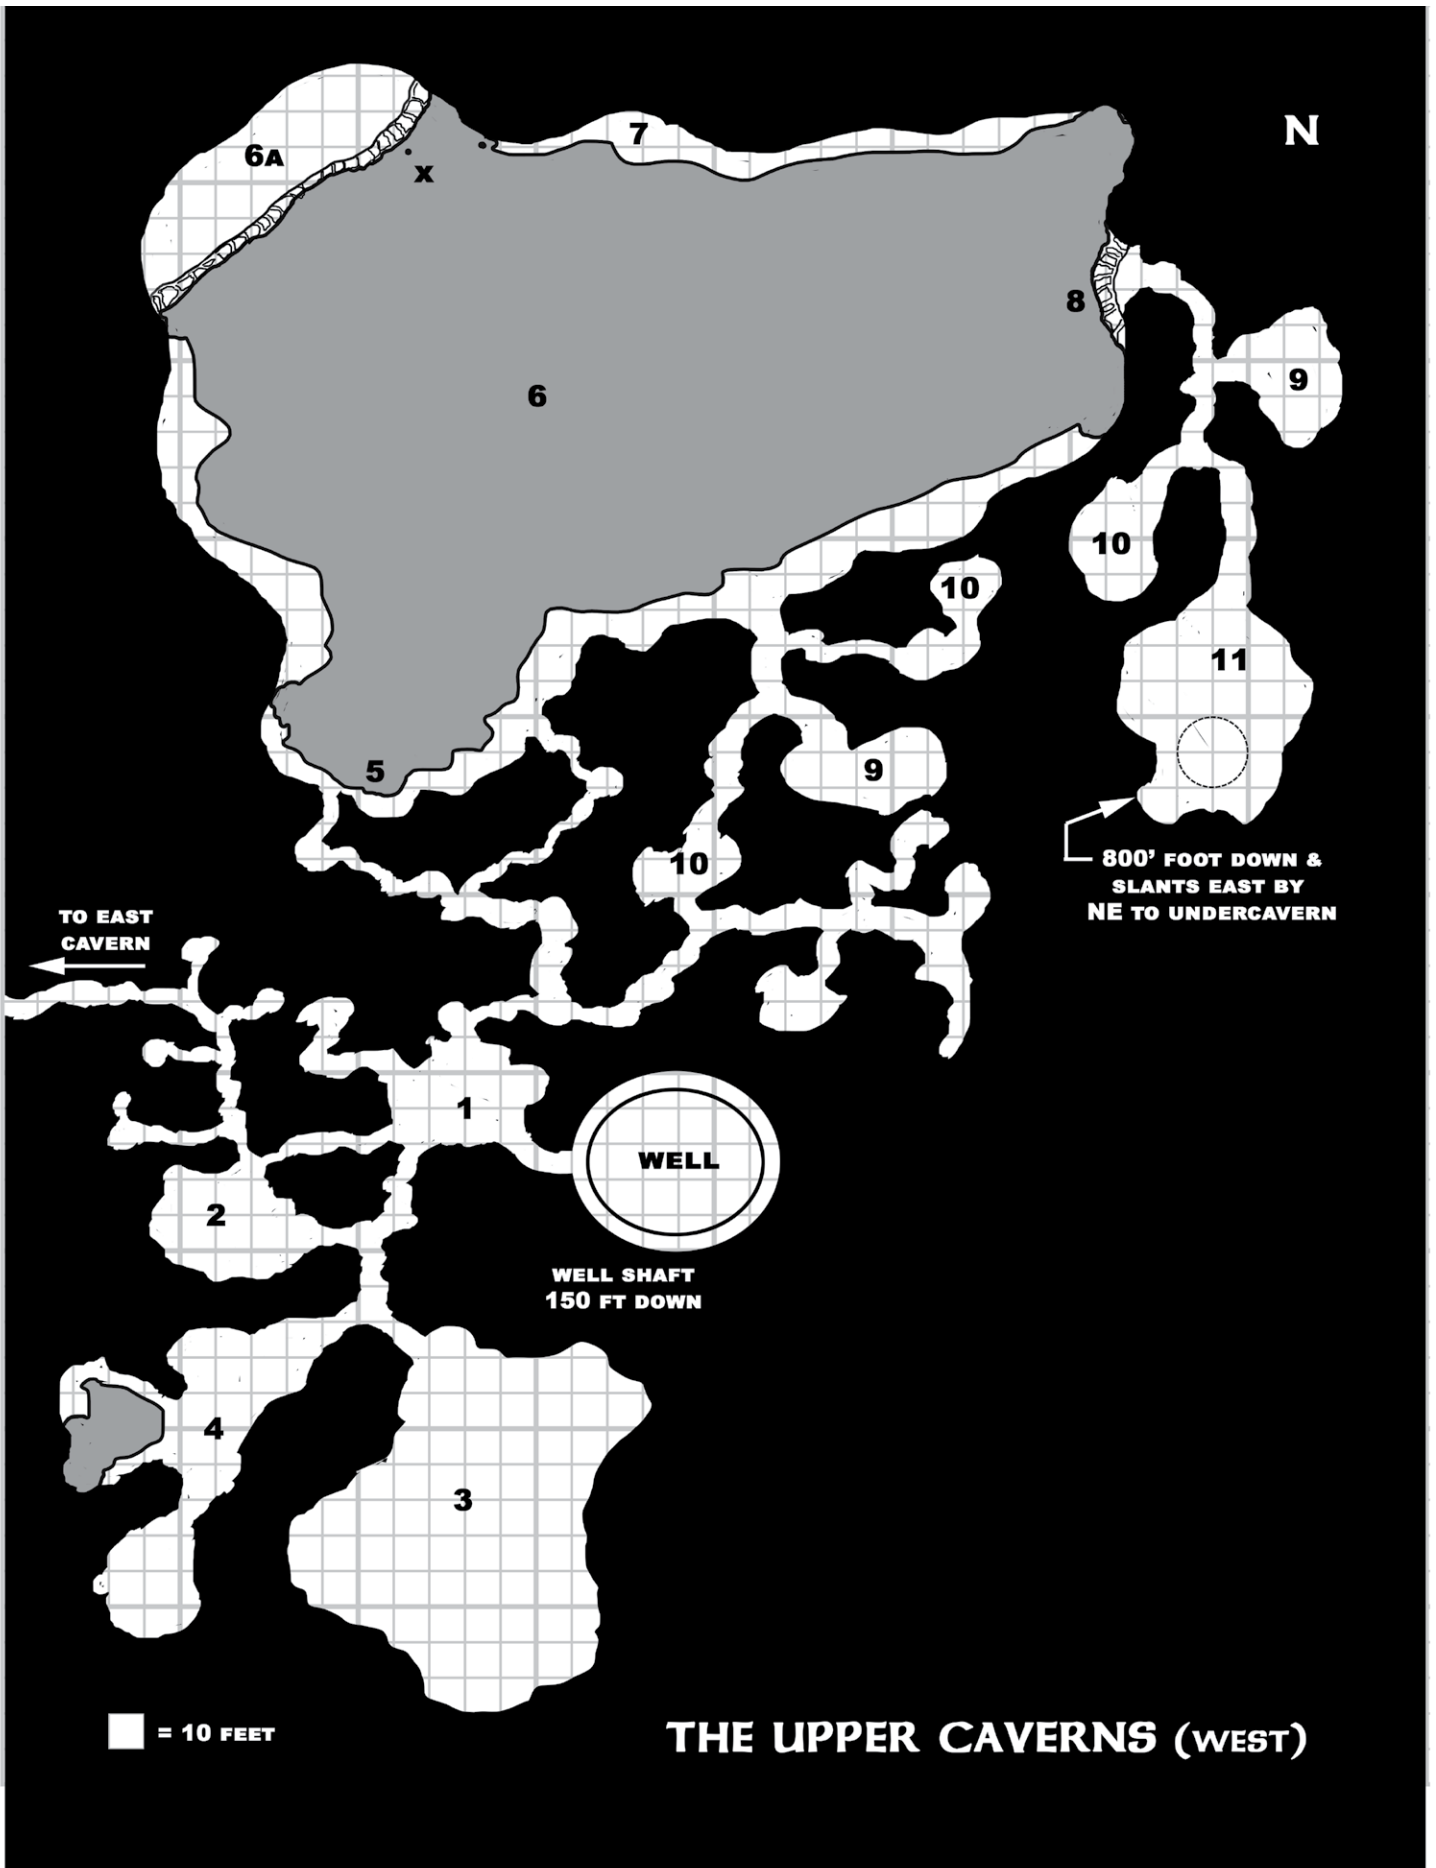 N
7
6A
x
8
6
9
10
10
11
5
9
10
800' FOOT DOWN &
SLANTS EAST BY
NE TO UNDERCAVERN
TO EAST
CAVERN
1
WELL
2
WELL SHAFT
150 FT DOWN
4
3
= 10 FEET
THE UPPER CAVERNS (WEST)